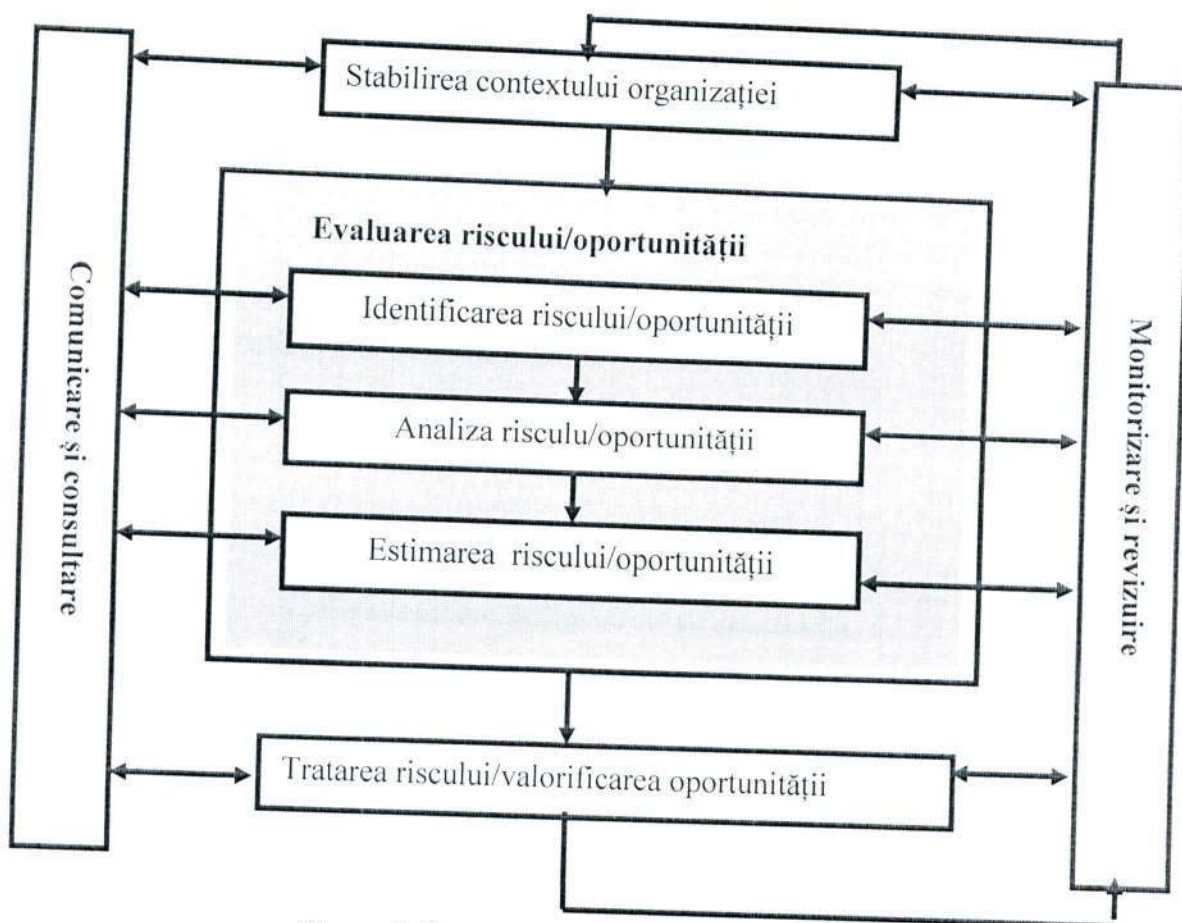 Stabilirea contextului organizației
Evaluarea riscului/oportunității
Identificarea riscului/oportunității
Analiza risculu/oportunității
Estimarea riscului/oportunității
Tratarea riscului/valorificarea oportunității
Comunicare și consultare
Monitorizare și revizuire